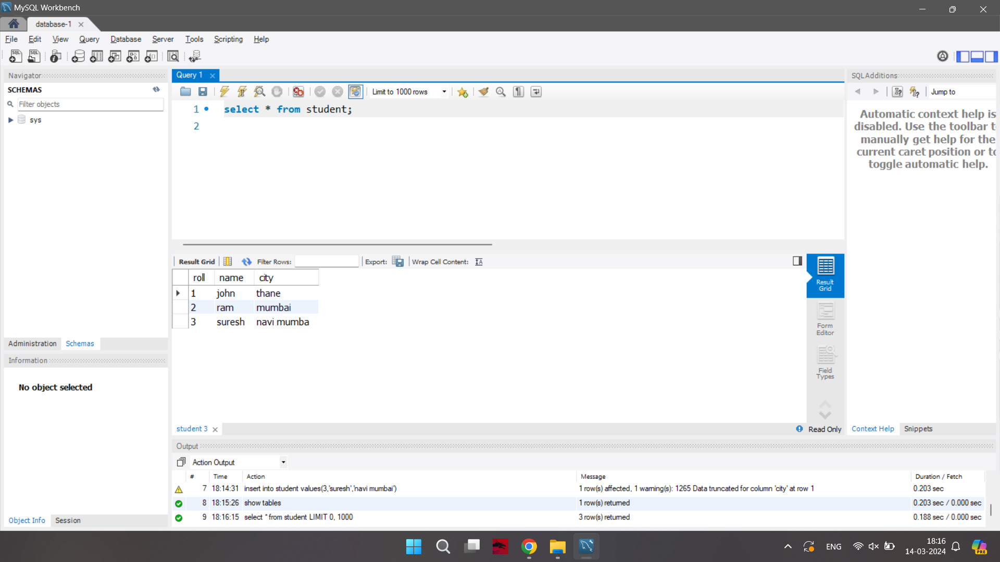 MySQL Workbench
database-1
File Edit View Query Database Server Tools Scripting Help
Navigator
SCHEMAS
Filter objects
sys
Administration Schemas
Information
No object selected
Object Info Session
Query 1
Limit to 1000 rows
1 select * from student;
2
Result Grid Filter Rows: Export: Wrap Cell Content:
roll name city
1 john thane
2 ram mumbai
3 suresh navi mumba
Result
Grid
Form
Editor
Field
Types
student 3
Read Only
SQLAdditions
Jump to
Automatic context help is
disabled. Use the toolbar t
manually get help for the
current caret position or to
toggle automatic help.
Context Help Snippets
Output
Action Output
# Time Action Message Duration / Fetch
7 18:14:31 insert into student values(3,'suresh','navi mumbai') 1 row(s) affected, 1 warning(s): 1265 Data truncated for column 'city' at row 1 0.203 sec
8 18:15:26 show tables 1 row(s) returned 0.203 sec / 0.000 sec
9 18:16:15 select * from student LIMIT 0, 1000 3 row(s) returned 0.188 sec / 0.000 sec
ENG
18:16
14-03-2024
PRE